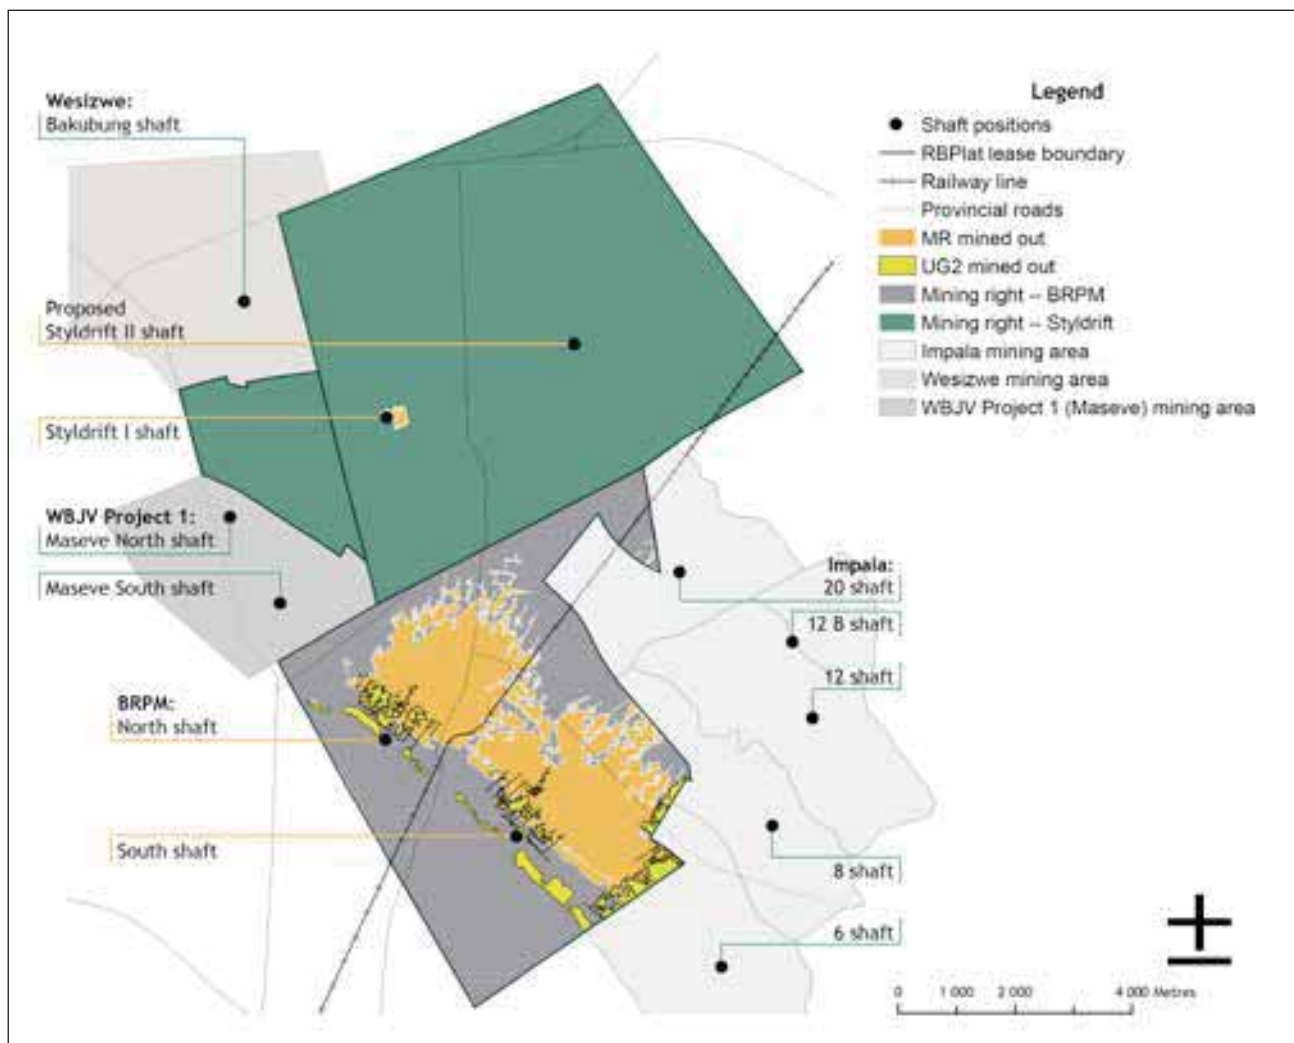 Wesizwe:
Bakubung shaft
Proposed
Styldrift II shaft
Styldrift I shaft
WBJV Project 1:
Maseve North shaft
Maseve South shaft
BRPM:
North shaft
South shaft
Legend
Shaft positions
RBPlat lease boundary
Railway line
Provincial roads
MR mined out
UG2 mined out
Mining right – BRPM
Mining right – Styldrift
Impala mining area
Wesizwe mining area
WBJV Project 1 (Maseve) mining area
Impala:
20 shaft
12 B shaft
12 shaft
8 shaft
6 shaft
0 1 000 2 000 4 000 Metres